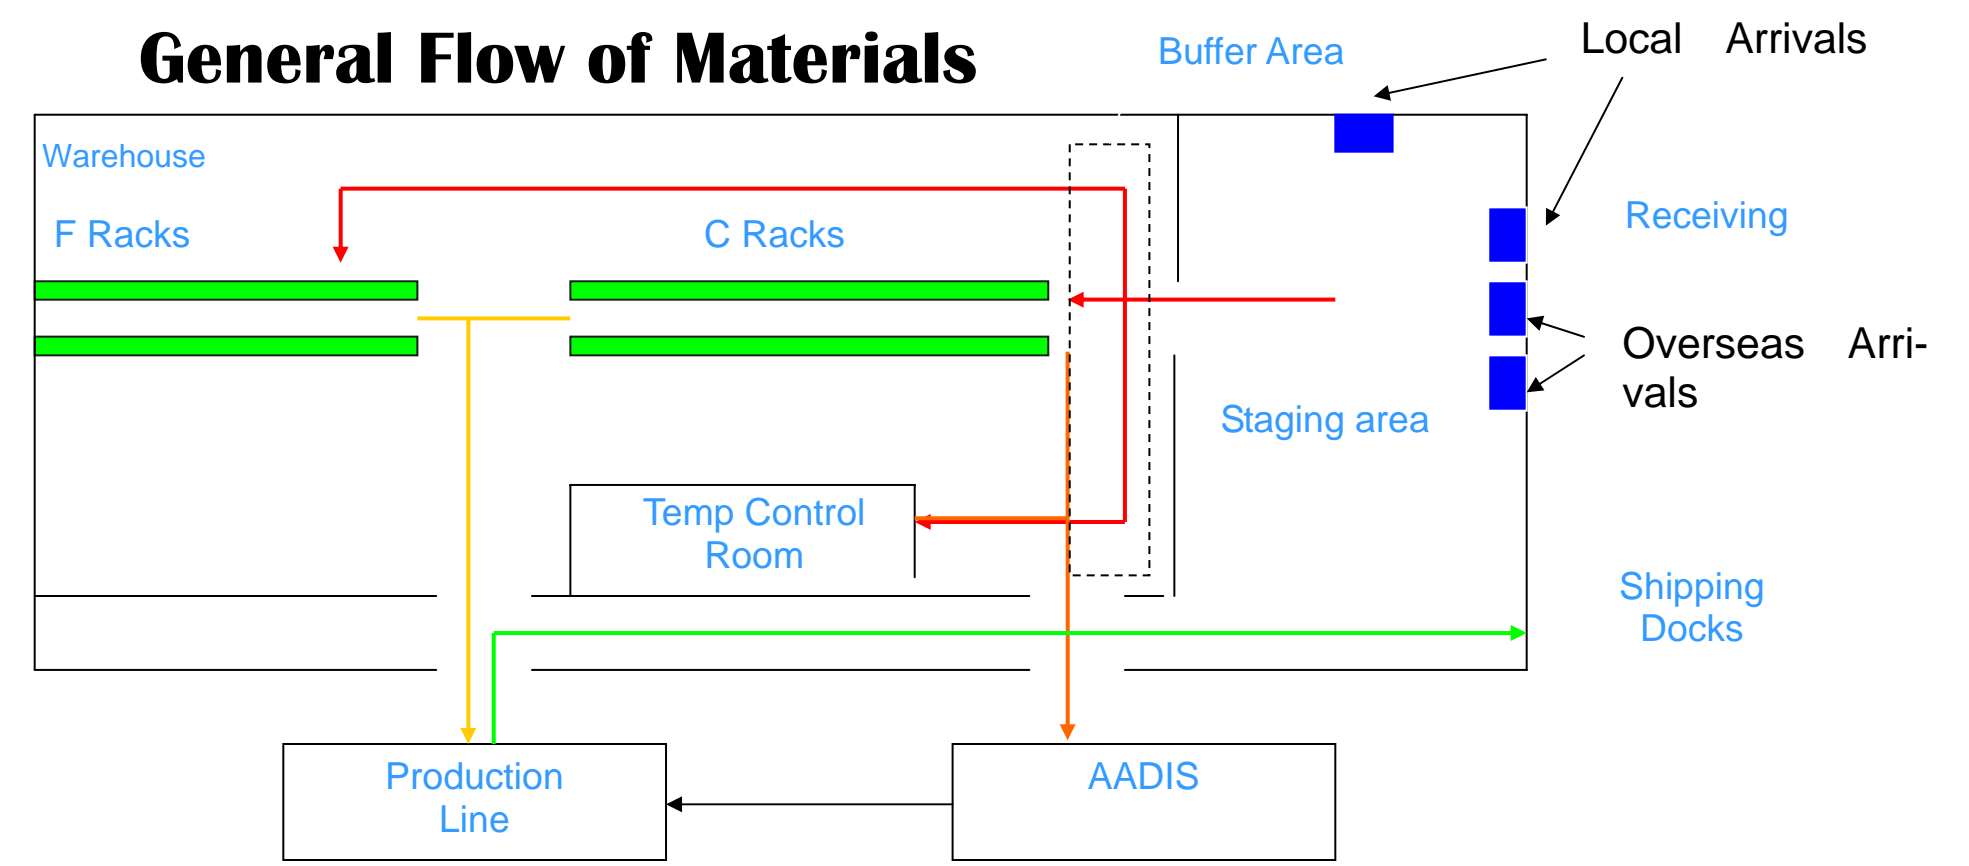 General Flow of Materials
Buffer Area
Local Arrivals
Warehouse
F Racks
C Racks
Receiving
Overseas Arri-
vals
Staging area
Temp Control
Room
Shipping
Docks
Production
Line
AADIS